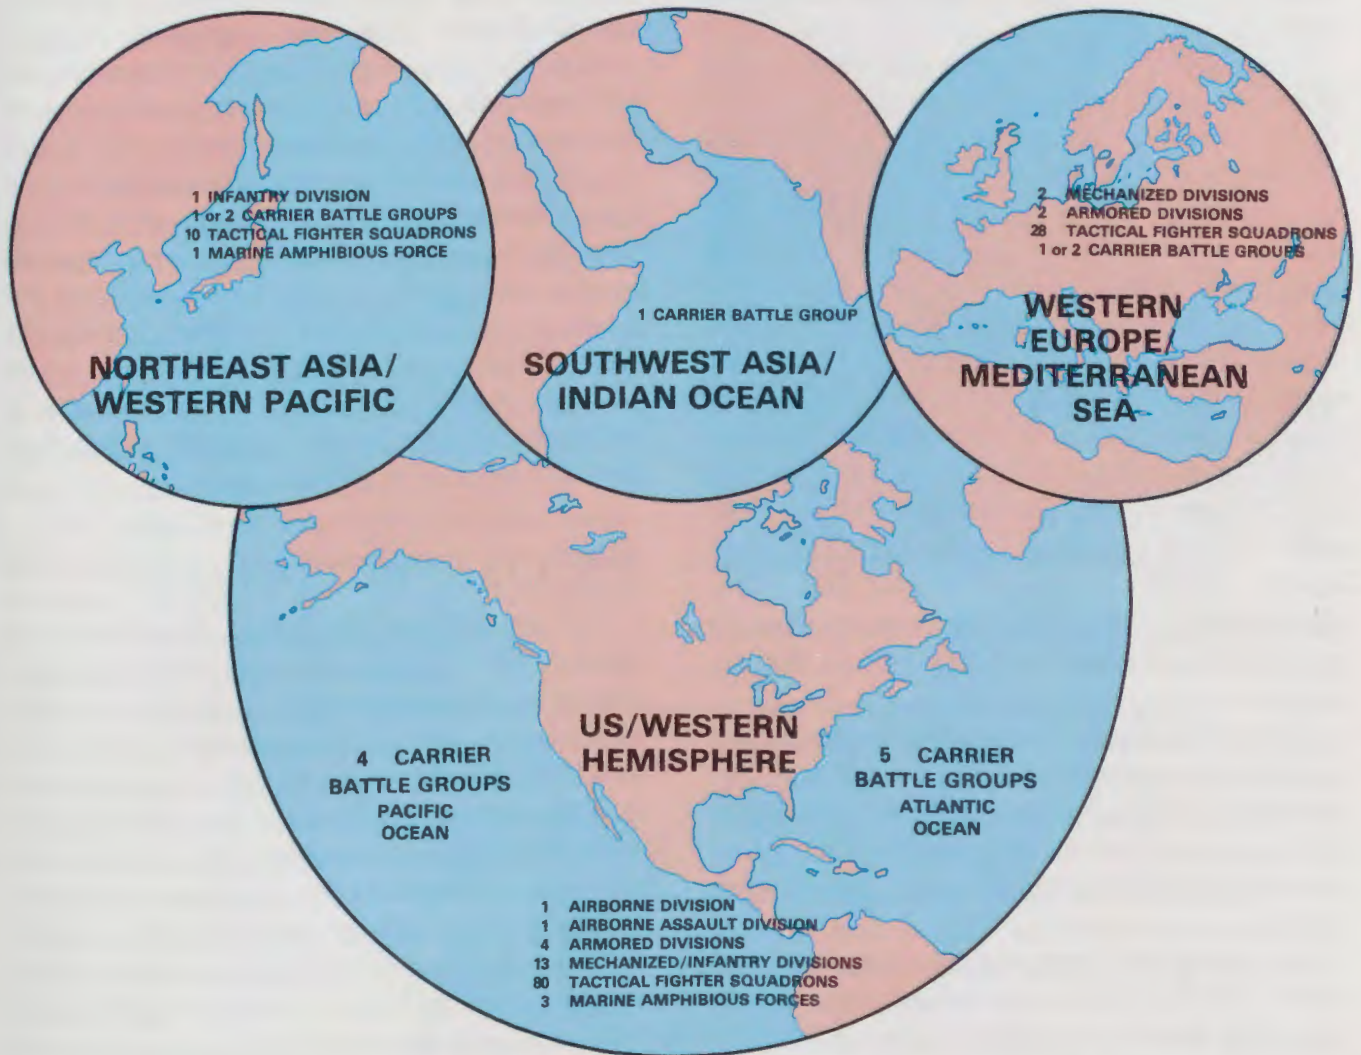 1 INFANTRY DIVISION
1 or 2 CARRIER BATTLE GROUPS
10 TACTICAL FIGHTER SQUADRONS
1 MARINE AMPHIBIOUS FORCE
NORTHEAST ASIA/
WESTERN PACIFIC
1 CARRIER BATTLE GROUP
SOUTHWEST ASIA/
INDIAN OCEAN
2 MECHANIZED DIVISIONS
2 ARMORED DIVISIONS
28 TACTICAL FIGHTER SQUADRONS
1 or 2 CARRIER BATTLE GROUPS
WESTERN
EUROPE/
MEDITERRANEAN
SEA
US/WESTERN
HEMISPHERE
4 CARRIER
BATTLE GROUPS
PACIFIC
OCEAN
5 CARRIER
BATTLE GROUPS
ATLANTIC
OCEAN
1 AIRBORNE DIVISION
1 AIRBORNE ASSAULT DIVISION
4 ARMORED DIVISIONS
13 MECHANIZED/INFANTRY DIVISIONS
80 TACTICAL FIGHTER SQUADRONS
3 MARINE AMPHIBIOUS FORCES